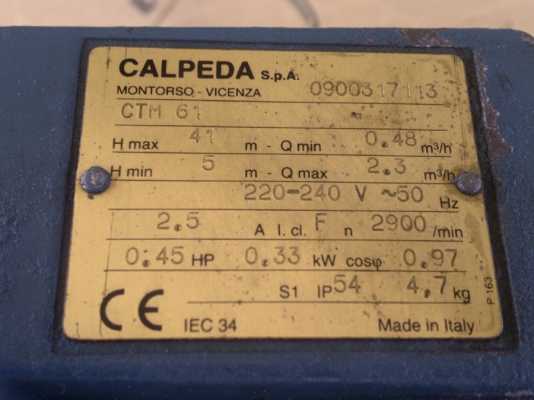 CALPEDA S.p.A.
MONTORSO - VICENZA 0900317113
CTM 61
H max 41 m - Q min 0.48 m³/h
H min 5 m - Q max 2.3 m³/h
220-240 V ~50 Hz
2.5 A I. cl. F n 2900 /min
0.45 HP 0.33 kW cosφ 0.97
S1 IP 54 4,7 kg
CE IEC 34 Made in Italy
P 163